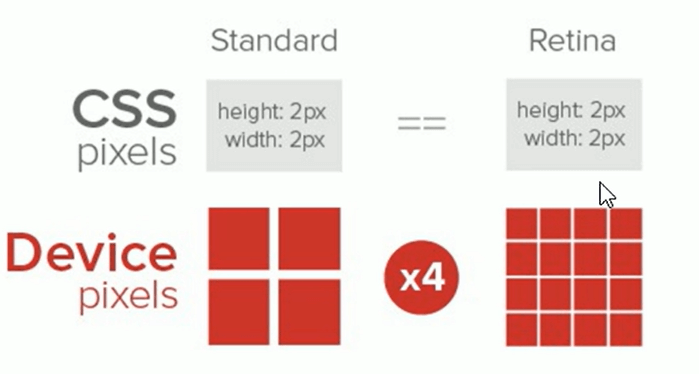 Standard
Retina
CSS
pixels
height: 2px
width: 2px
==
height: 2px
width: 2px
Device
pixels
x4